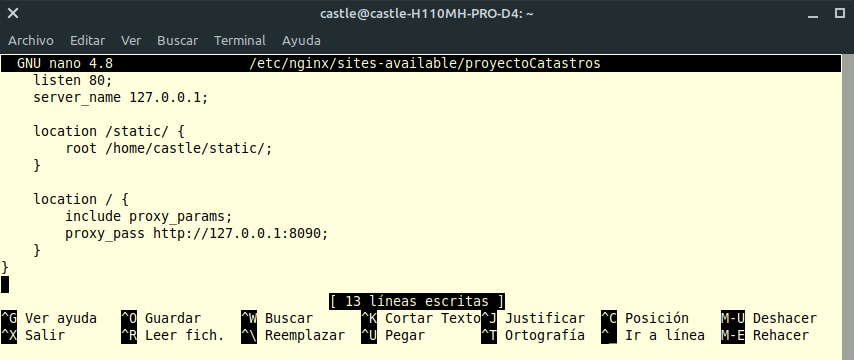 castle@castle-H110MH-PRO-D4: ~
Archivo Editar Ver Buscar Terminal Ayuda
GNU nano 4.8 /etc/nginx/sites-available/proyectoCatastros
    listen 80;
    server_name 127.0.0.1;

    location /static/ {
        root /home/castle/static/;
    }

    location / {
        include proxy_params;
        proxy_pass http://127.0.0.1:8090;
    }
}
[ 13 líneas escritas ]
^G Ver ayuda ^O Guardar ^W Buscar ^K Cortar Texto ^J Justificar ^C Posición M-U Deshacer
^X Salir ^R Leer fich. ^\ Reemplazar ^U Pegar ^T Ortografía ^_ Ir a línea M-E Rehacer